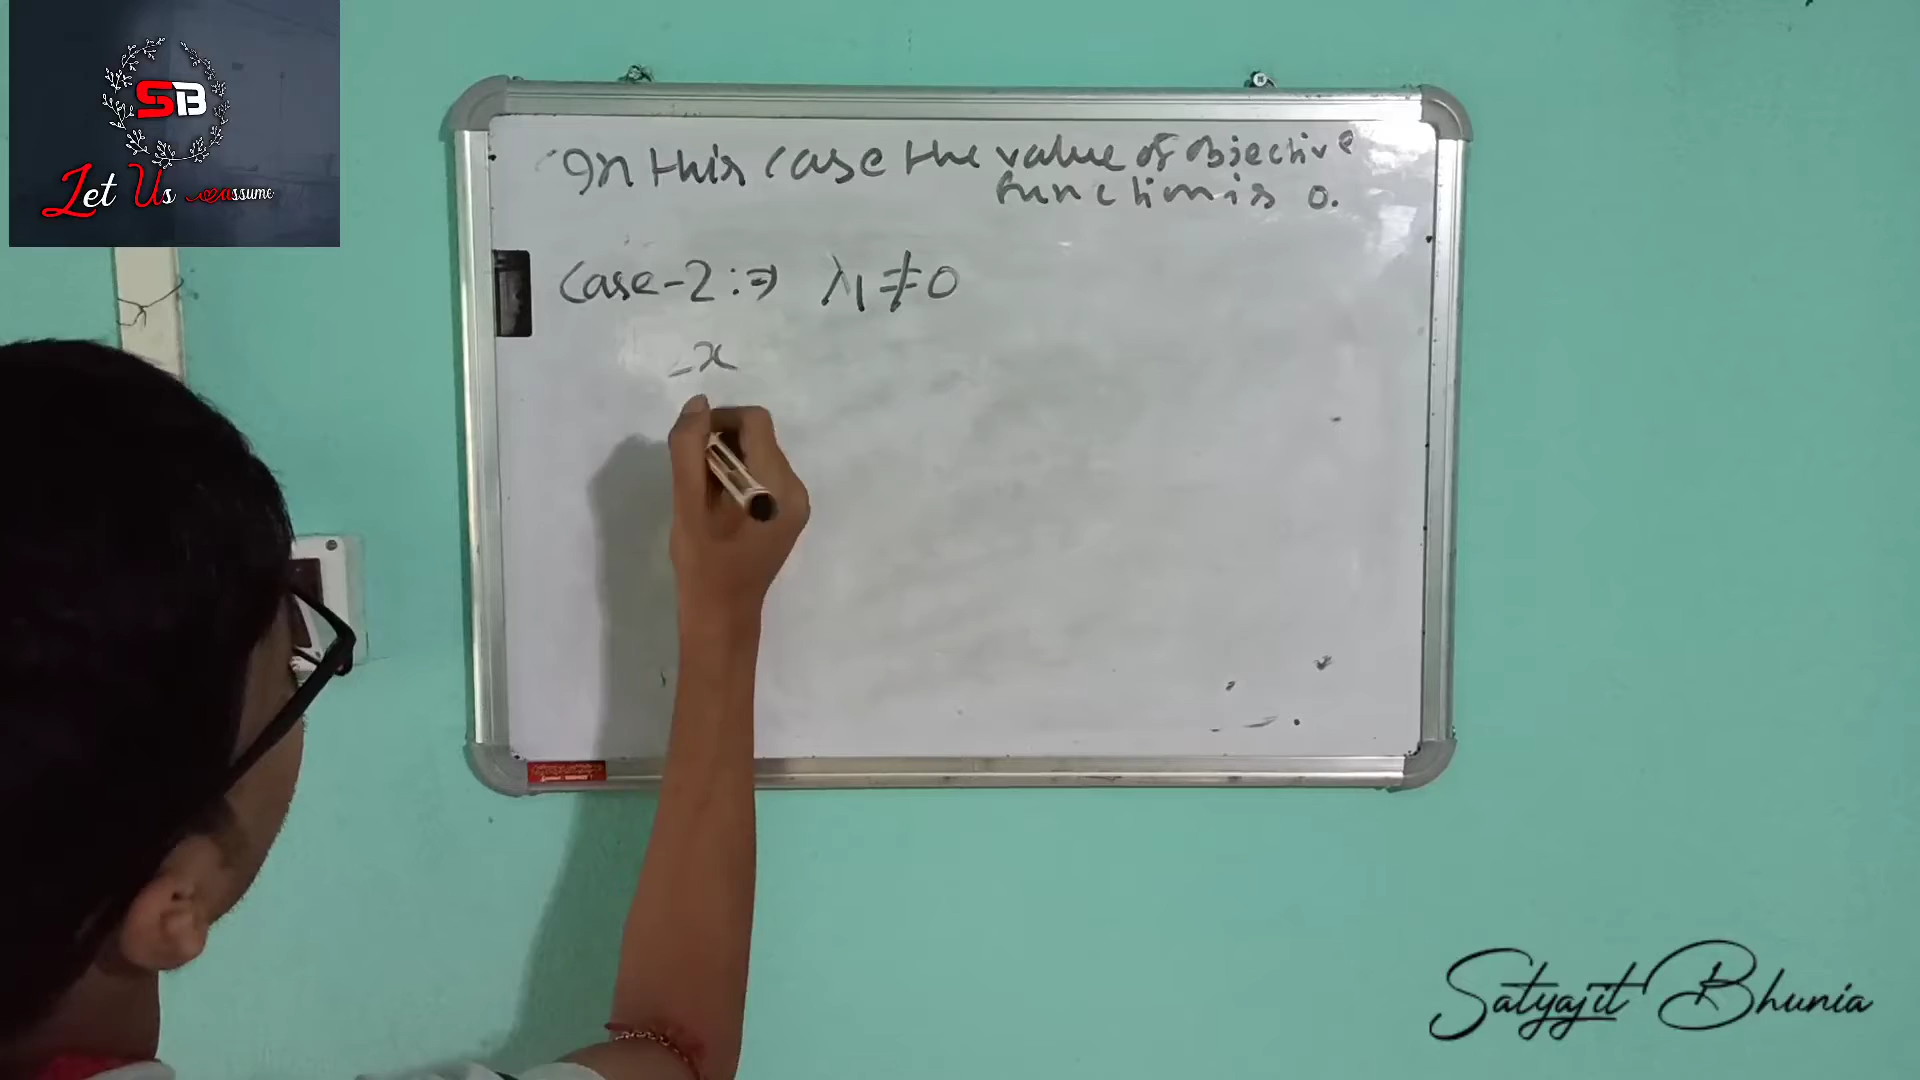 SB
Let Us assume
In this case the value of objective
function is 0.
Case-2:⇒ λ1≠0
-x
Satyajit Bhunia